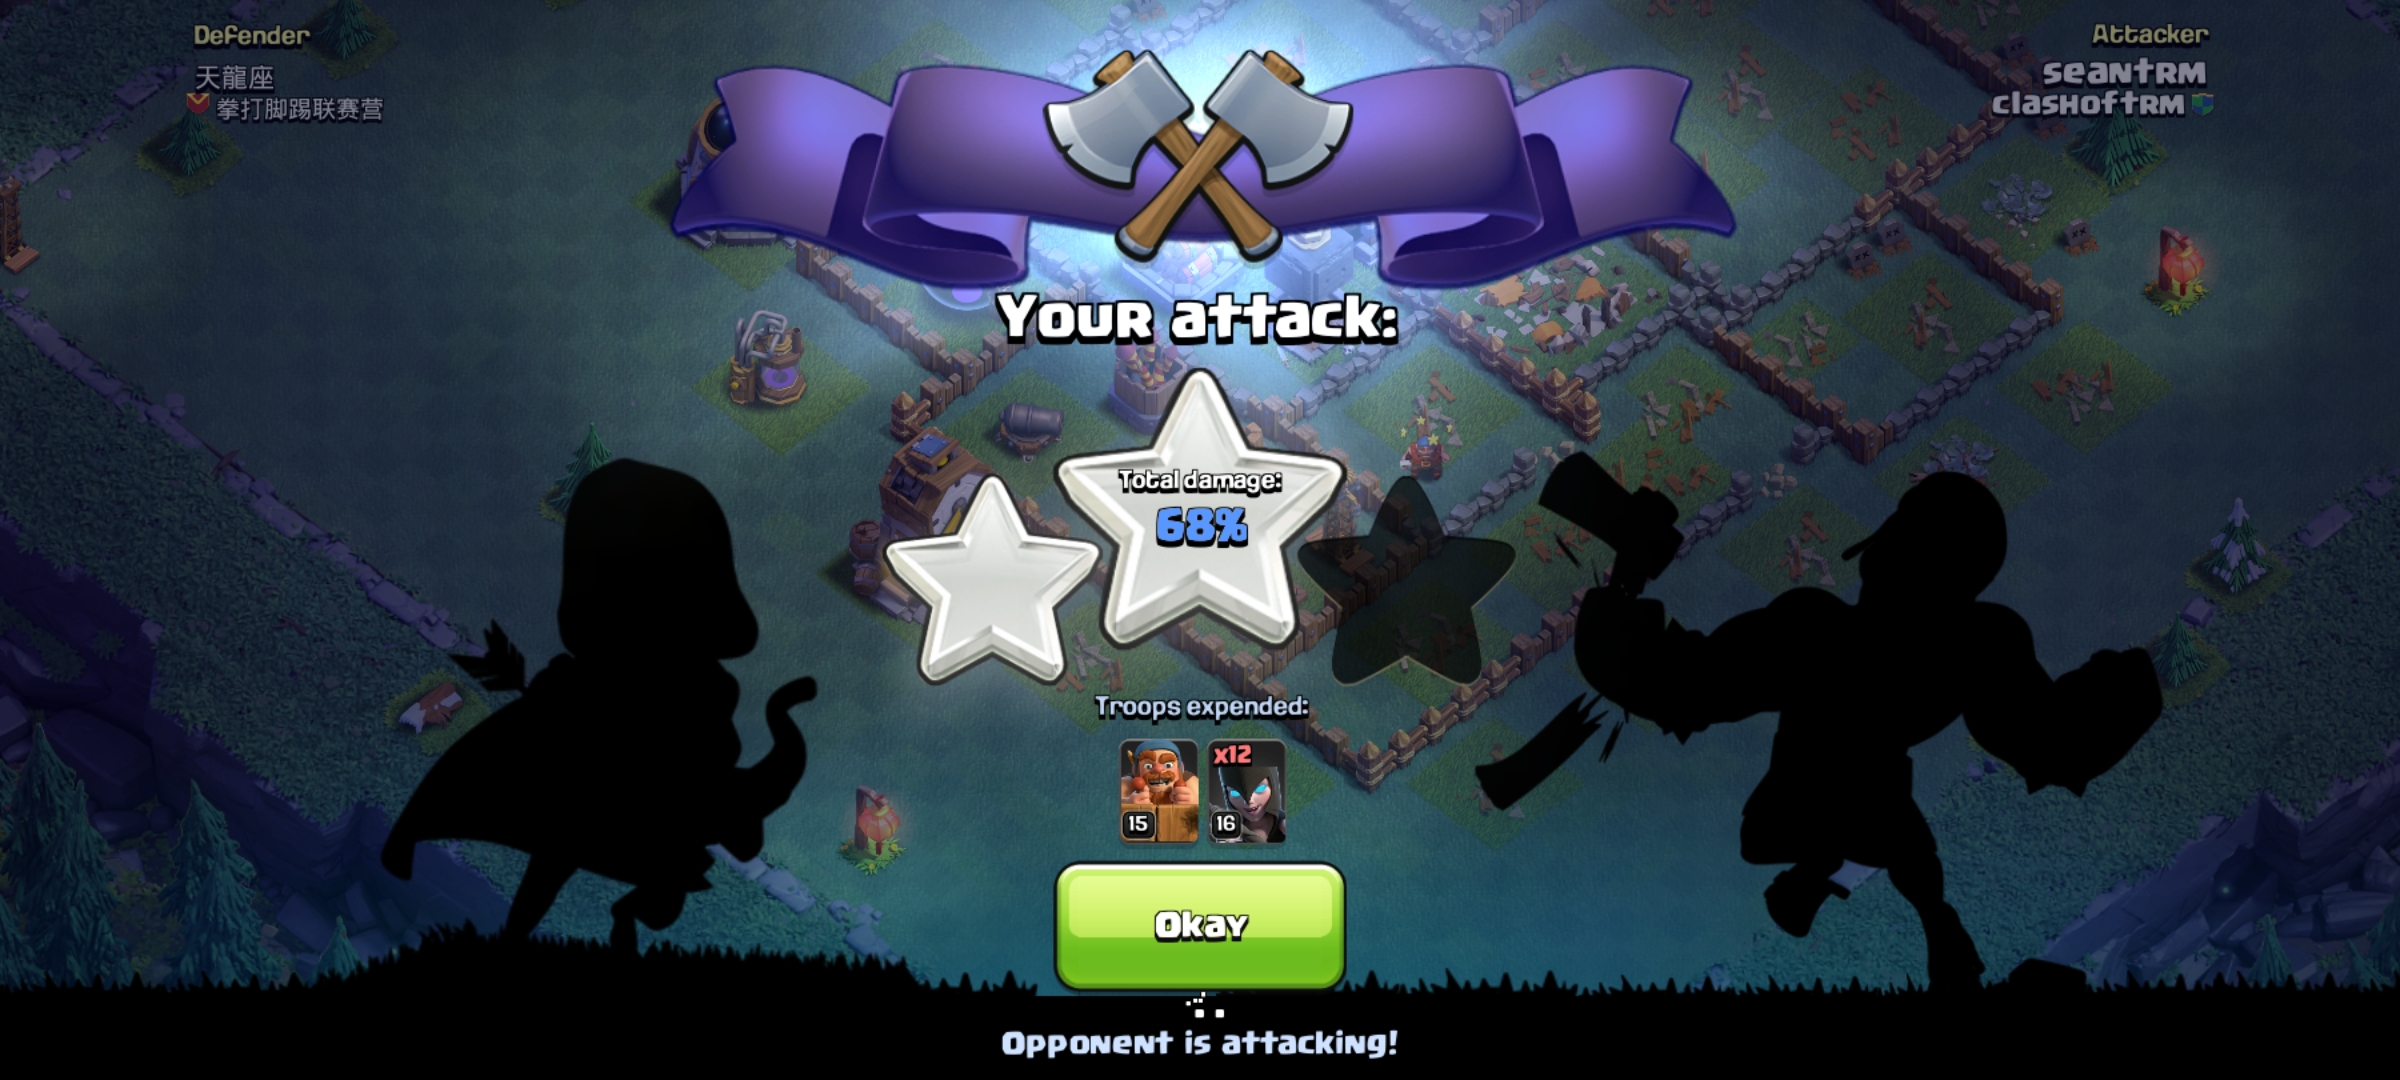 Defender
天龍座
拳打脚踢联赛营
Attacker
seantRM
clashoftRM
Your attack:
Total damage:
68%
Troops expended:
15
x12
16
Okay
Opponent is attacking!